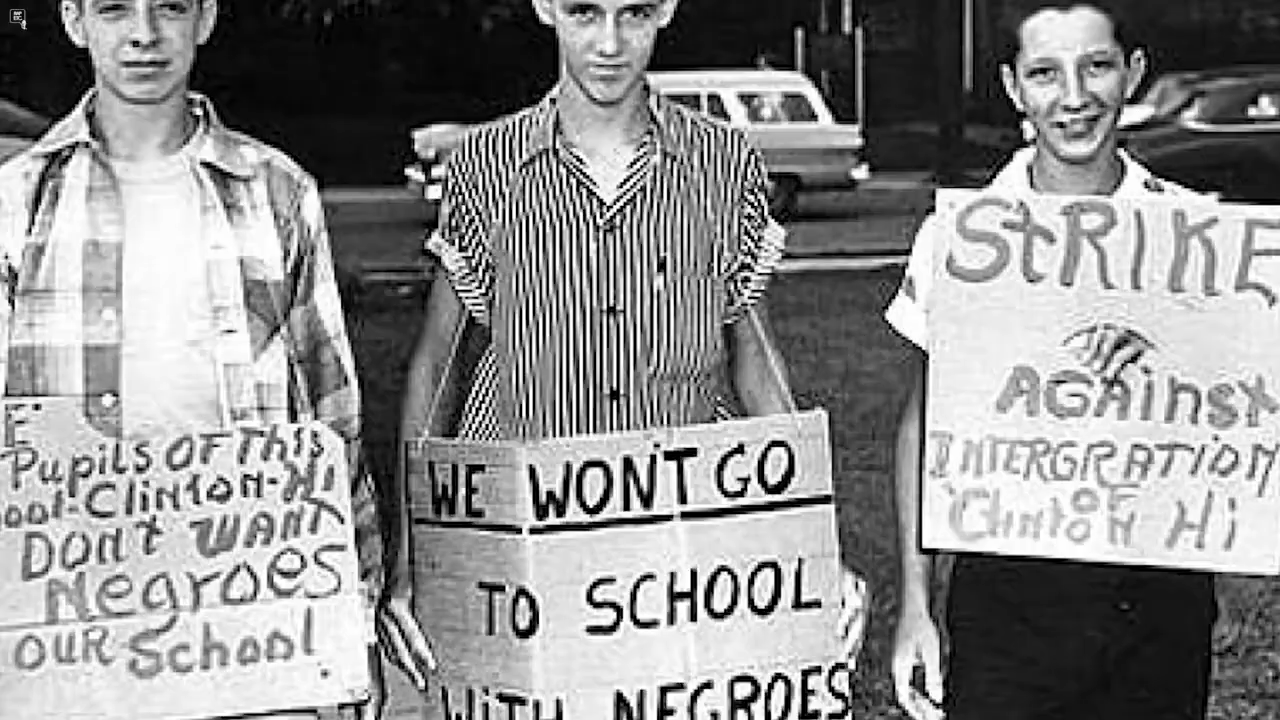 F
Pupils OF This
ool-Clinton-Hi
DON't WANT
Negroes
OUR School!
WE WON'T GO
TO SCHOOL
WITH NEGROES
StRIKE
AGAinst
INTERGRATION
OF
Clinton Hi